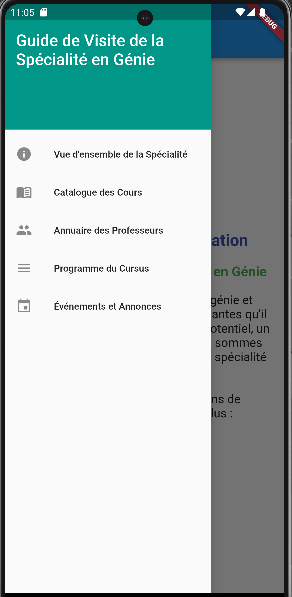 11:05
DEBUG
Guide de Visite de la
Spécialité en Génie
Vue d'ensemble de la Spécialité
Catalogue des Cours
Annuaire des Professeurs
Programme du Cursus
Événements et Annonces
ation
en Génie
génie et
antes qu'il
otentiel, un
sommes
spécialité
ns de
lus :